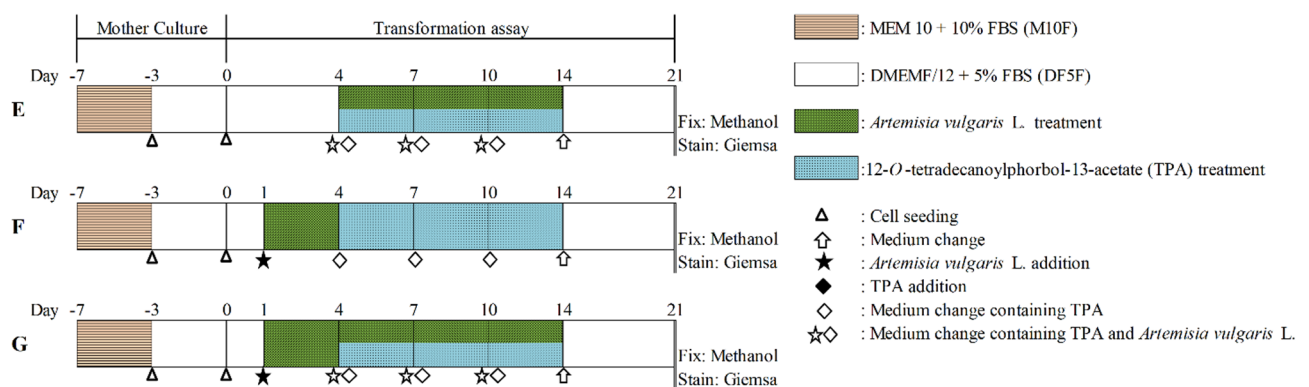 Mother Culture Transformation assay
Day -7 -3 0 4 7 10 14 21
E
Fix: Methanol
Stain: Giemsa
-7 -3 0 1 4 7 10 14 21
Day
F
Fix: Methanol
Stain: Giemsa
Day -7 -3 0 1 4 7 10 14 21
G
Fix: Methanol
Stain: Giemsa
: MEM 10 + 10% FBS (M10F)
: DMEMF/12 + 5% FBS (DF5F)
: Artemisia vulgaris L. treatment
:12-O-tetradecanoylphorbol-13-acetate (TPA) treatment
: Cell seeding
: Medium change
: Artemisia vulgaris L. addition
: TPA addition
: Medium change containing TPA
: Medium change containing TPA and Artemisia vulgaris L.